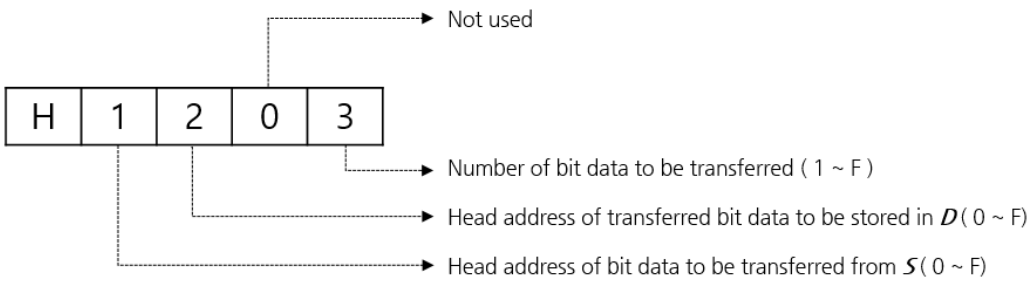 Not used
H 1 2 0 3
Number of bit data to be transferred ( 1 ~ F )
Head address of transferred bit data to be stored in D ( 0 ~ F)
Head address of bit data to be transferred from S ( 0 ~ F)